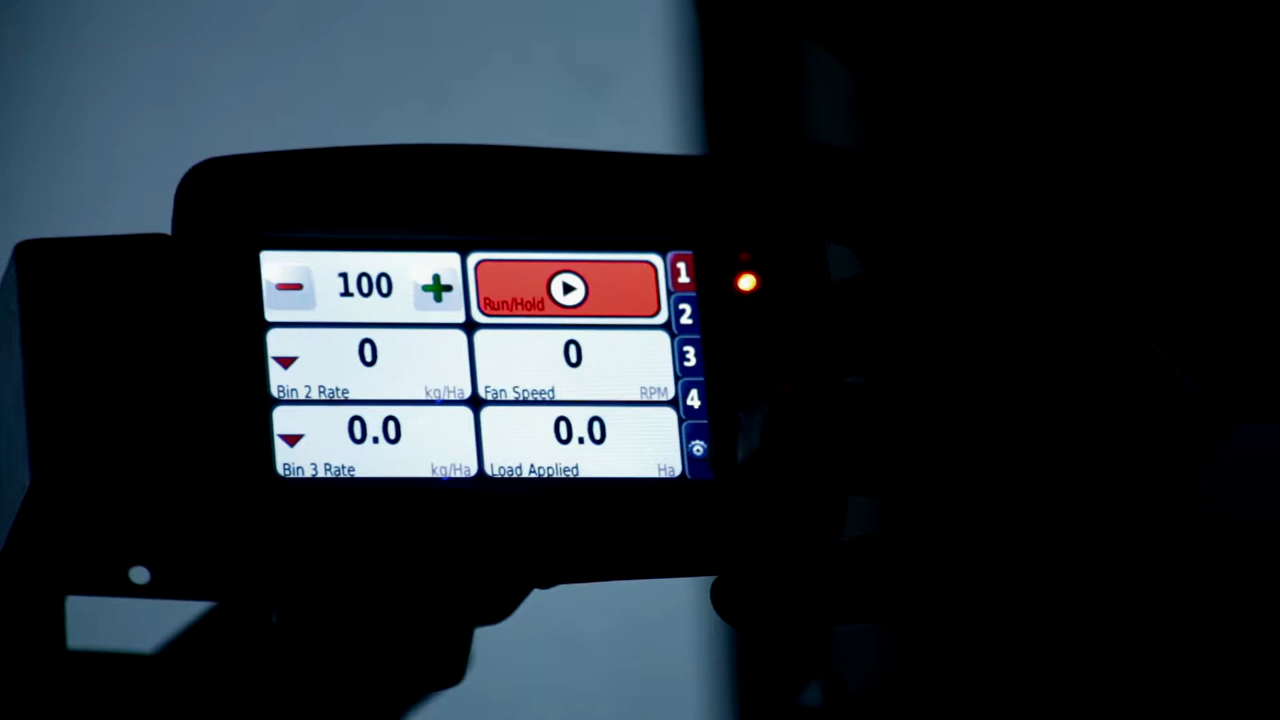 100
Run/Hold
1
2
0
Bin 2 Rate kg/Ha
0
Fan Speed RPM
3
4
0.0
Bin 3 Rate kg/Ha
0.0
Load Applied Ha